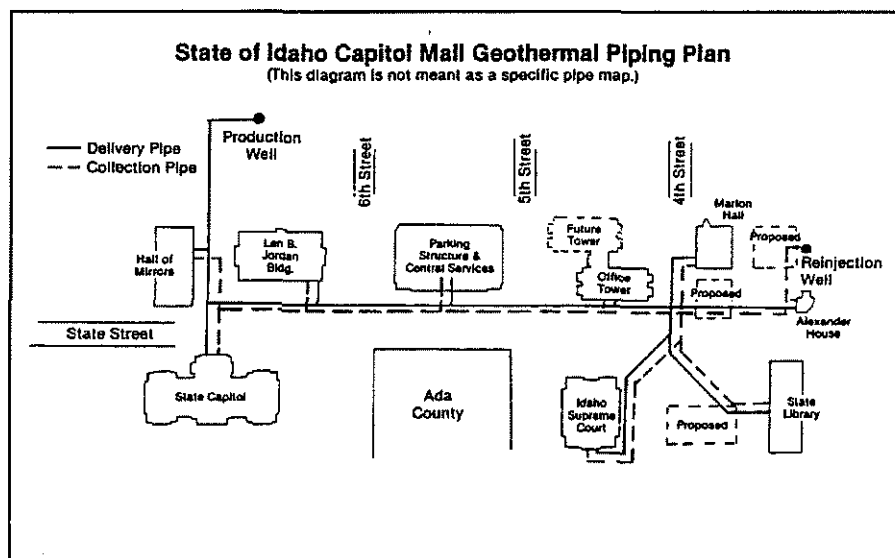 State of Idaho Capitol Mall Geothermal Piping Plan
(This diagram is not meant as a specific pipe map.)
Production
Well
Delivery Pipe
Collection Pipe
6th Street
5th Street
4th Street
Marion
Hall
Hall of
Mirrors
Len B.
Jordan
Bldg.
Parking
Structure &
Central Services
Future
Tower
Office
Tower
Proposed
Reinjection
Well
Proposed
Alexander
House
State Street
State Capitol
Ada
County
Idaho
Supreme
Court
Proposed
State
Library